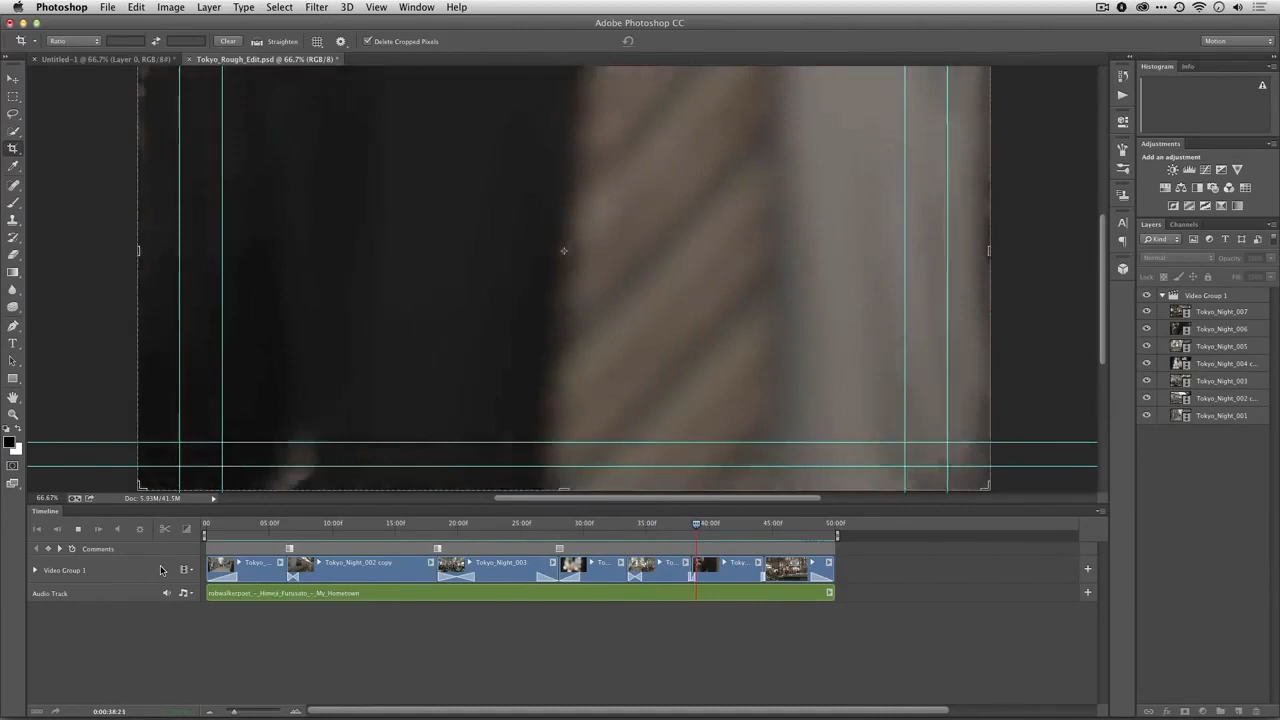 Photoshop File Edit Image Layer Type Select Filter 3D View Window Help
Adobe Photoshop CC
Ratio Clear Straighten Delete Cropped Pixels Motion
Untitled-1 @ 66.7% (Layer 0, RGB/8#) * Tokyo_Rough_Edit.psd @ 66.7% (RGB/8) *
Histogram Info
Adjustments
Add an adjustment
Layers Channels
Kind
Normal Opacity:
Lock: Fill:
Video Group 1
Tokyo_Night_007
Tokyo_Night_006
Tokyo_Night_005
Tokyo_Night_004 c...
Tokyo_Night_003
Tokyo_Night_002 c...
Tokyo_Night_001
66.67% Doc: 5.93M/41.5M
Timeline
00 05:00f 10:00f 15:00f 20:00f 25:00f 30:00f 35:00f 40:00f 45:00f 50:00f
Comments
Video Group 1 Tokyo_... Tokyo_Night_002 copy Tokyo_Night_003 To... To... Toky...
Audio Track robwalkerpoet_-_Himeji_Furusato_-_My_Hometown
0:00:38:23